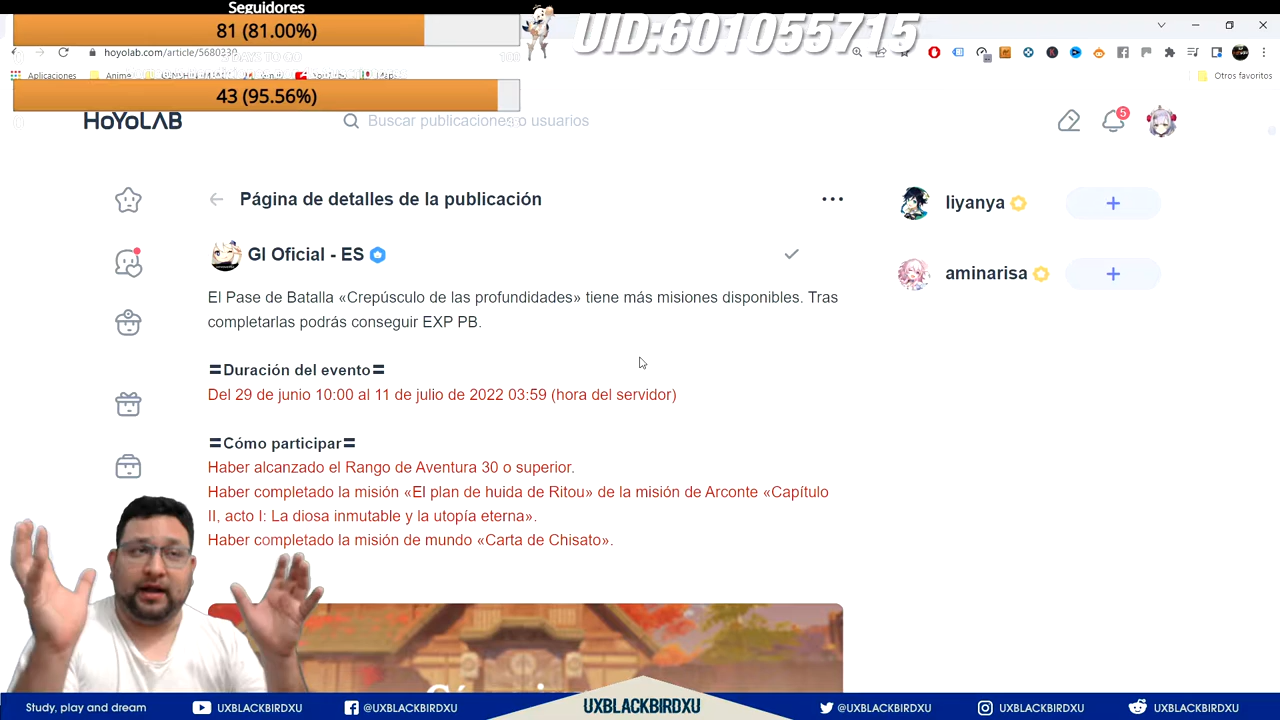 Seguidores
81 (81.00%)
UID:601055715
hoyolab.com/article/5680330
Aplicaciones
Anime
Otros favoritos
43 (95.56%)
HoYoLAB
Buscar publicaciones o usuarios
5
Página de detalles de la publicación
liyanya
GI Oficial - ES
aminarisa
El Pase de Batalla «Crepúsculo de las profundidades» tiene más misiones disponibles. Tras
completarlas podrás conseguir EXP PB.
〓Duración del evento〓
Del 29 de junio 10:00 al 11 de julio de 2022 03:59 (hora del servidor)
〓Cómo participar〓
Haber alcanzado el Rango de Aventura 30 o superior.
Haber completado la misión «El plan de huida de Ritou» de la misión de Arconte «Capítulo
II, acto I: La diosa inmutable y la utopía eterna».
Haber completado la misión de mundo «Carta de Chisato».
Study, play and dream
UXBLACKBIRDXU
@UXBLACKBIRDXU
UXBLACKBIRDXU
@UXBLACKBIRDXU
UXBLACKBIRDXU
UXBLACKBIRDXU